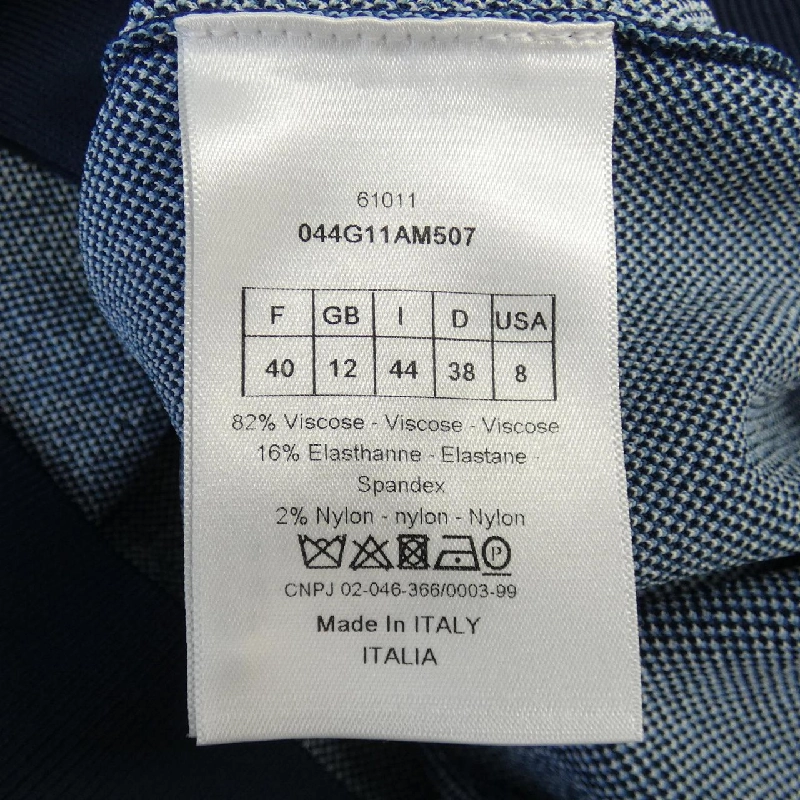 61011
044G11AM507
F GB I D USA
40 12 44 38 8
82% Viscose - Viscose - Viscose
16% Elasthanne - Elastane -
Spandex
2% Nylon - nylon - Nylon
P
CNPJ 02-046-366/0003-99
Made In ITALY
ITALIA